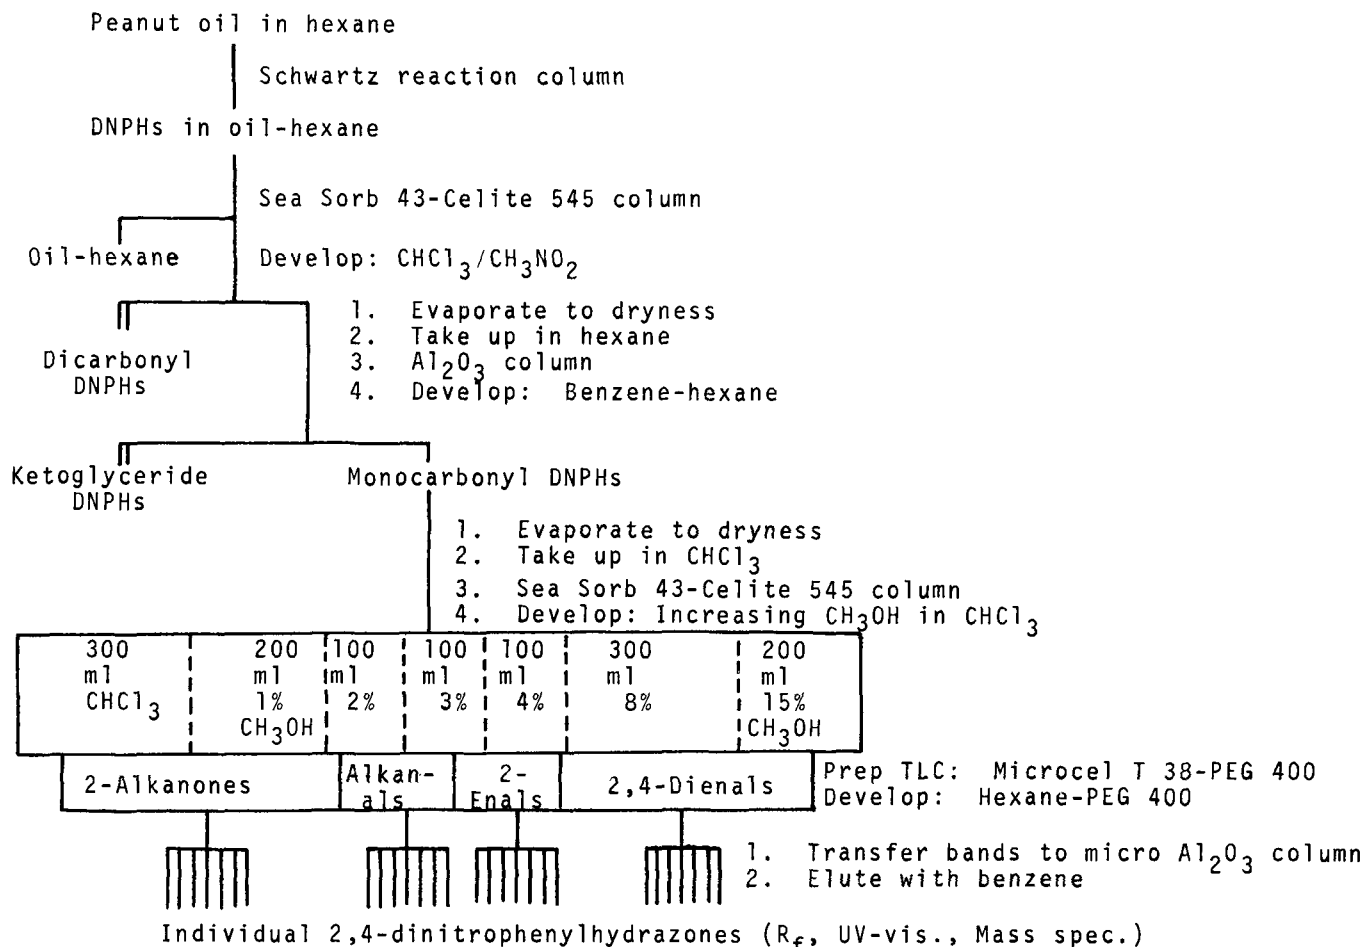 Peanut oil in hexane
Schwartz reaction column
DNPHs in oil-hexane
Sea Sorb 43-Celite 545 column
Oil-hexane
Develop: CHCl3/CH3NO2
1. Evaporate to dryness
2. Take up in hexane
3. Al2O3 column
4. Develop: Benzene-hexane
Dicarbonyl
DNPHs
Ketoglyceride
DNPHs
Monocarbonyl DNPHs
1. Evaporate to dryness
2. Take up in CHCl3
3. Sea Sorb 43-Celite 545 column
4. Develop: Increasing CH3OH in CHCl3
300
ml
CHCl3
200
ml
1%
CH3OH
100
ml
2%
100
ml
3%
100
ml
4%
300
ml
8%
200
ml
15%
CH3OH
2-Alkanones
Alkan-
als
2-
Enals
2,4-Dienals
Prep TLC: Microcel T 38-PEG 400
Develop: Hexane-PEG 400
1. Transfer bands to micro Al2O3 column
2. Elute with benzene
Individual 2,4-dinitrophenylhydrazones (Rf, UV-vis., Mass spec.)